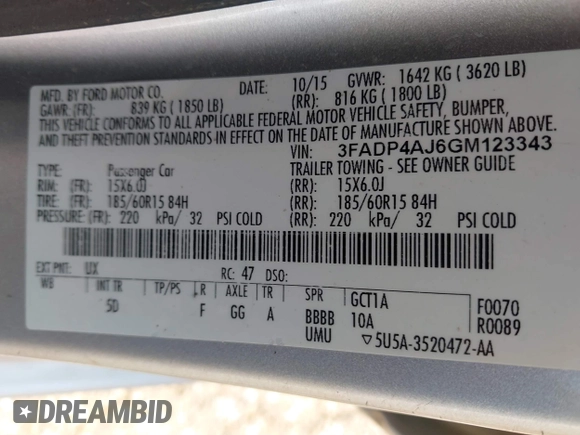 MFD. BY FORD MOTOR CO.
DATE: 10/15 GVWR: 1642 KG ( 3620 LB)
GAWR: (FR): 839 KG ( 1850 LB) (RR): 816 KG ( 1800 LB)
THIS VEHICLE CONFORMS TO ALL APPLICABLE FEDERAL MOTOR VEHICLE SAFETY, BUMPER,
AND THEFT PREVENTION STANDARDS IN EFFECT ON THE DATE OF MANUFACTURE SHOWN ABOVE.
VIN: 3FADP4AJ6GM123343
TYPE: Passenger Car TRAILER TOWING - SEE OWNER GUIDE
RIM: (FR): 15X6.0J (RR): 15X6.0J
TIRE: (FR): 185/60R15 84H (RR): 185/60R15 84H
PRESSURE: (FR): 220 kPa/ 32 PSI COLD (RR): 220 kPa/ 32 PSI COLD
EXT PNT: UX RC: 47 DSO:
WB INT TR TP/PS R AXLE TR SPR GCT1A F0070
5D F GG A BBBB 10A R0089
UMU ▽5U5A-3520472-AA
DREAMBID